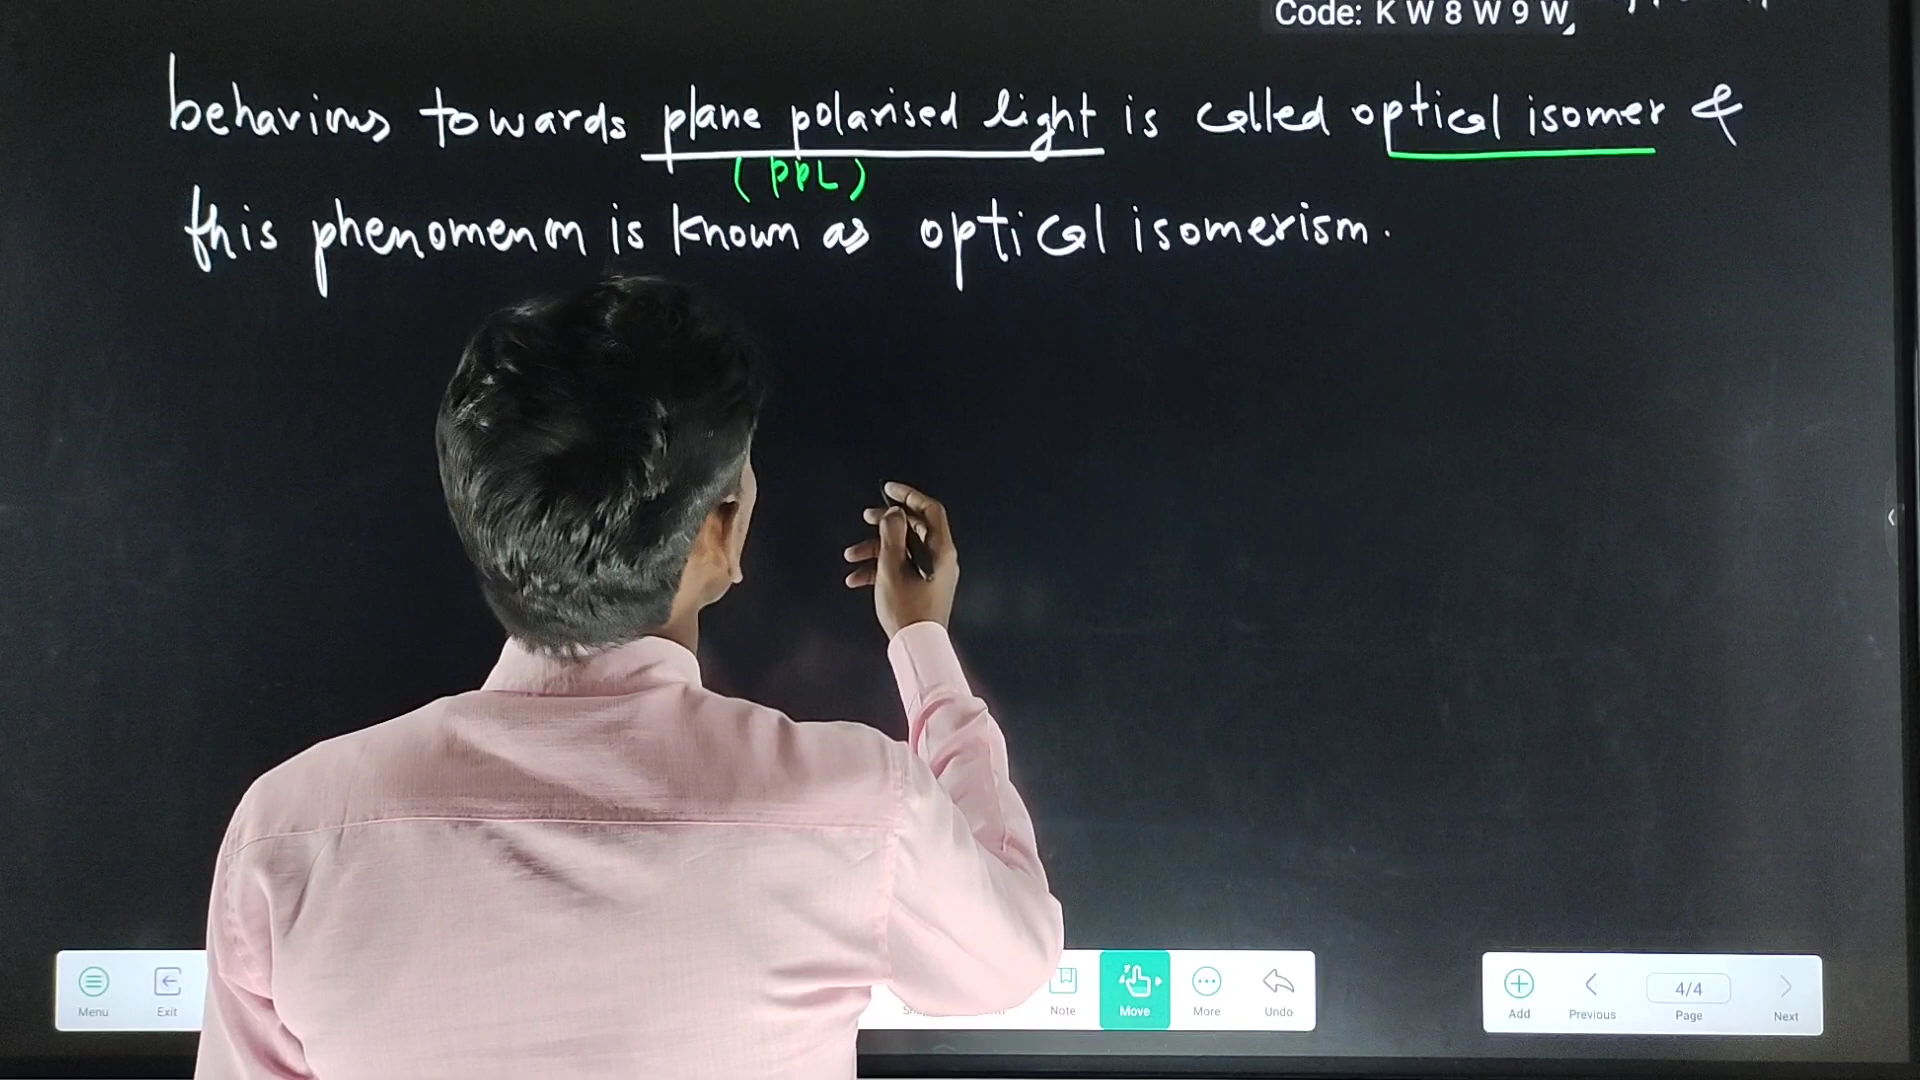 Code: K W 8 W 9 W
behaviours towards plane polarised light is called optical isomer &
(PPL)
this phenomenon is known as optical isomerism.
Menu Exit Note Move More Undo Add Previous 4/4 Page Next